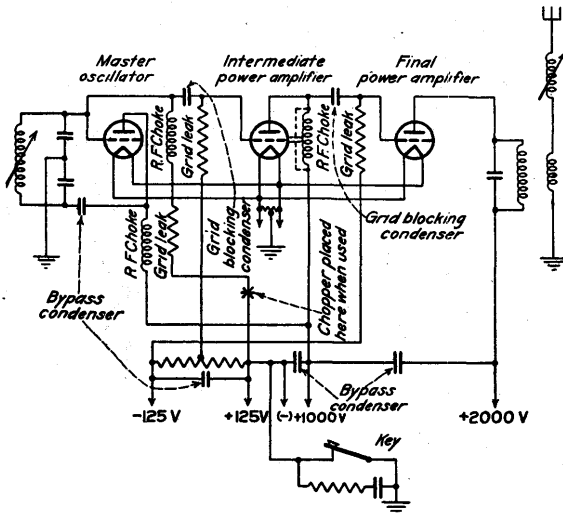 Master
oscillator
Intermediate
power amplifier
Final
power amplifier
R.F Choke
Grid leak
R.F.Choke
Grid leak
R F Choke
Grid leak
Grid
blocking
condenser
Chopper placed
here when used
Grid blocking
condenser
Bypass
condenser
Bypass
condenser
-125 V
+125 V
(-)
+1000 V
+2000 V
Key